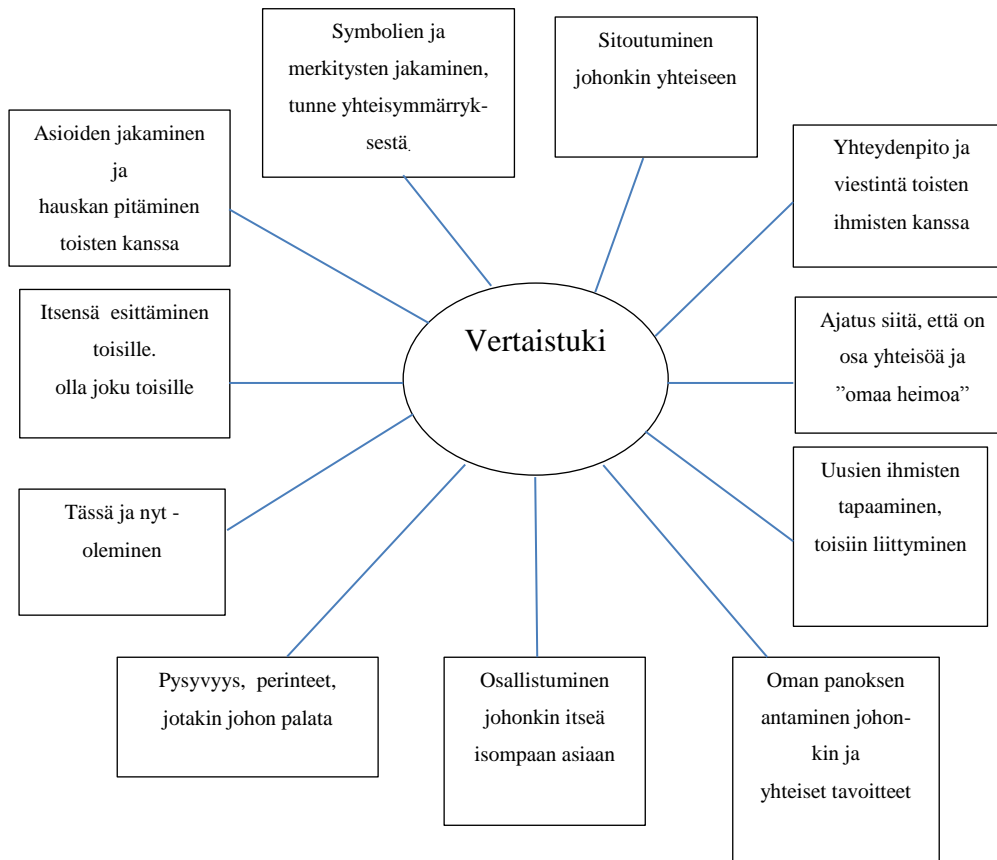 Symbolien ja
merkitysten jakaminen,
tunne yhteisymmärryk-
sestä.
Sitoutuminen
johonkin yhteiseen
Asioiden jakaminen
ja
hauskan pitäminen
toisten kanssa
Yhteydenpito ja
viestintä toisten
ihmisten kanssa
Vertaistuki
Itsensä esittäminen
toisille.
olla joku toisille
Ajatus siitä, että on
osa yhteisöä ja
”omaa heimoa”
Tässä ja nyt -
oleminen
Uusien ihmisten
tapaaminen,
toisiin liittyminen
Pysyvyys, perinteet,
jotakin johon palata
Osallistuminen
johonkin itseä
isompaan asiaan
Oman panoksen
antaminen johon-
kin ja
yhteiset tavoitteet